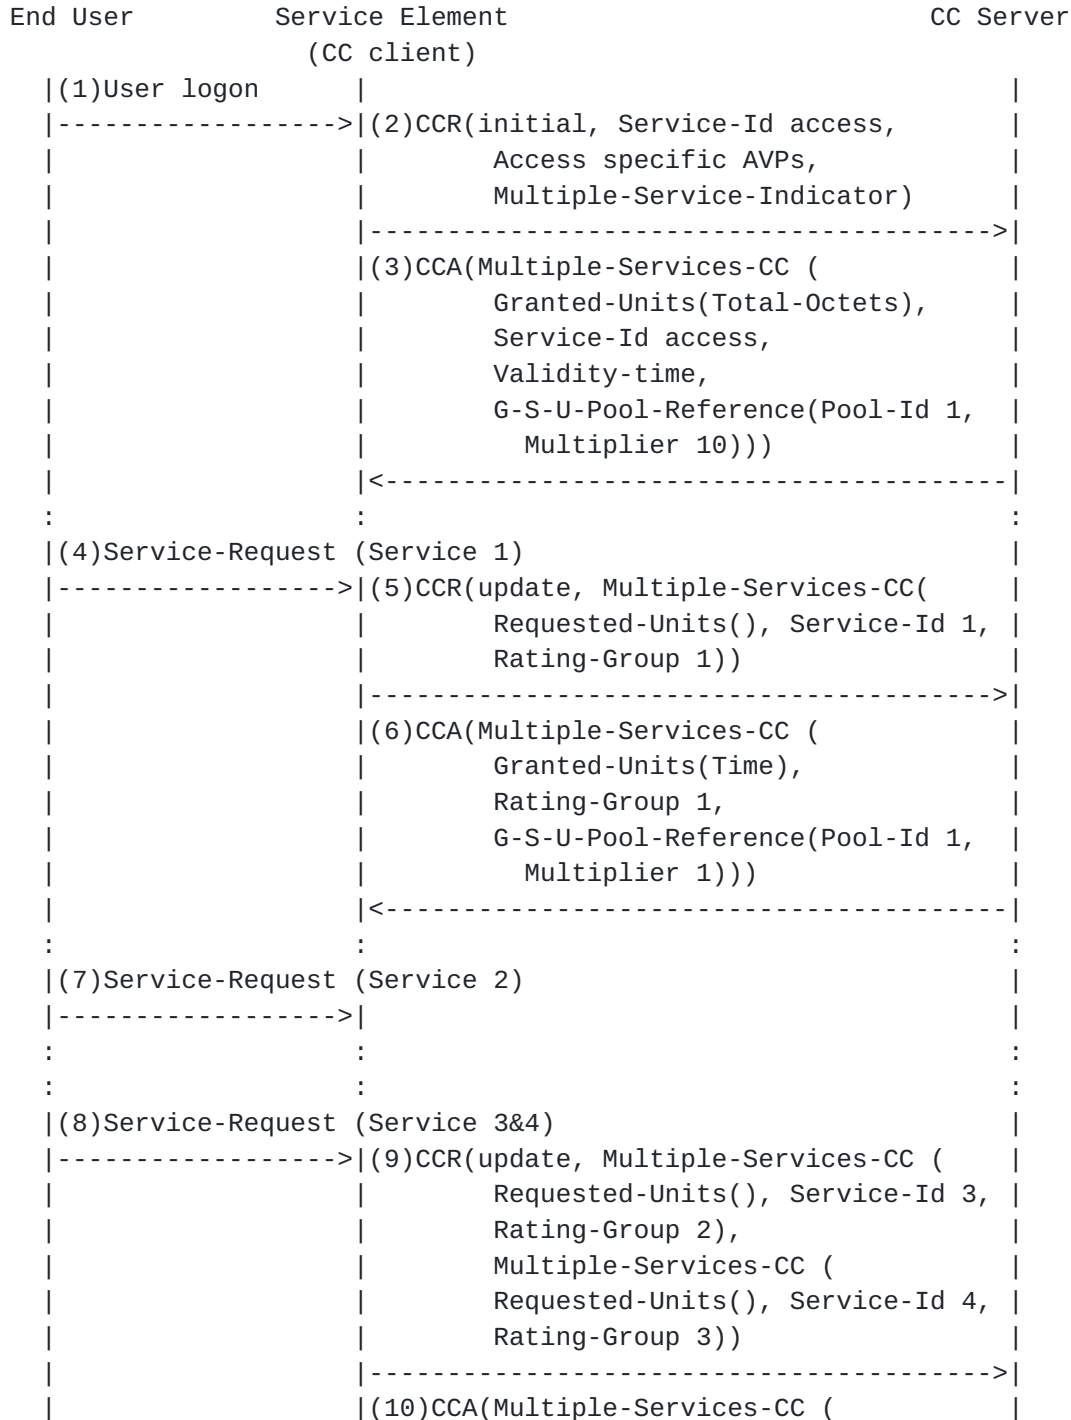 End User         Service Element                           CC Server
                   (CC client)
  |(1)User logon      |                                         |
  |------------------>|(2)CCR(initial, Service-Id access,       |
  |                   |        Access specific AVPs,            |
  |                   |        Multiple-Service-Indicator)      |
  |                   |---------------------------------------->|
  |                   |(3)CCA(Multiple-Services-CC (            |
  |                   |        Granted-Units(Total-Octets),     |
  |                   |        Service-Id access,               |
  |                   |        Validity-time,                   |
  |                   |        G-S-U-Pool-Reference(Pool-Id 1,  |
  |                   |          Multiplier 10)))               |
  |                   |<----------------------------------------|
  :                   :                                         :
  |(4)Service-Request (Service 1)                               |
  |------------------>|(5)CCR(update, Multiple-Services-CC(     |
  |                   |        Requested-Units(), Service-Id 1, |
  |                   |        Rating-Group 1))                 |
  |                   |---------------------------------------->|
  |                   |(6)CCA(Multiple-Services-CC (            |
  |                   |        Granted-Units(Time),             |
  |                   |        Rating-Group 1,                  |
  |                   |        G-S-U-Pool-Reference(Pool-Id 1,  |
  |                   |          Multiplier 1)))                |
  |                   |<----------------------------------------|
  :                   :                                         :
  |(7)Service-Request (Service 2)                               |
  |------------------>|                                         |
  :                   :                                         :
  :                   :                                         :
  |(8)Service-Request (Service 3&4)                             |
  |------------------>|(9)CCR(update, Multiple-Services-CC (    |
  |                   |        Requested-Units(), Service-Id 3, |
  |                   |        Rating-Group 2),                 |
  |                   |        Multiple-Services-CC (           |
  |                   |        Requested-Units(), Service-Id 4, |
  |                   |        Rating-Group 3))                 |
  |                   |---------------------------------------->|
  |                   |(10)CCA(Multiple-Services-CC (           |